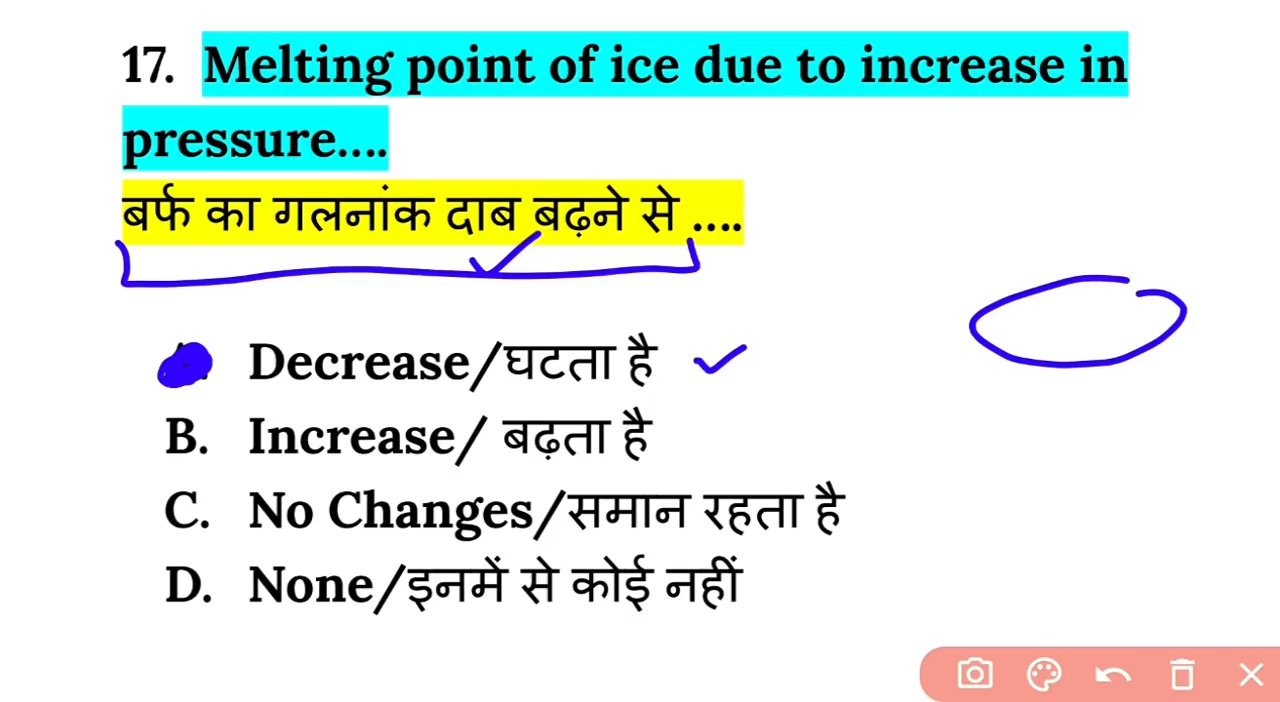 17. Melting point of ice due to increase in
pressure....
बर्फ का गलनांक दाब बढ़ने से ....
Decrease/घटता है
B. Increase/ बढ़ता है
C. No Changes/समान रहता है
D. None/इनमें से कोई नहीं